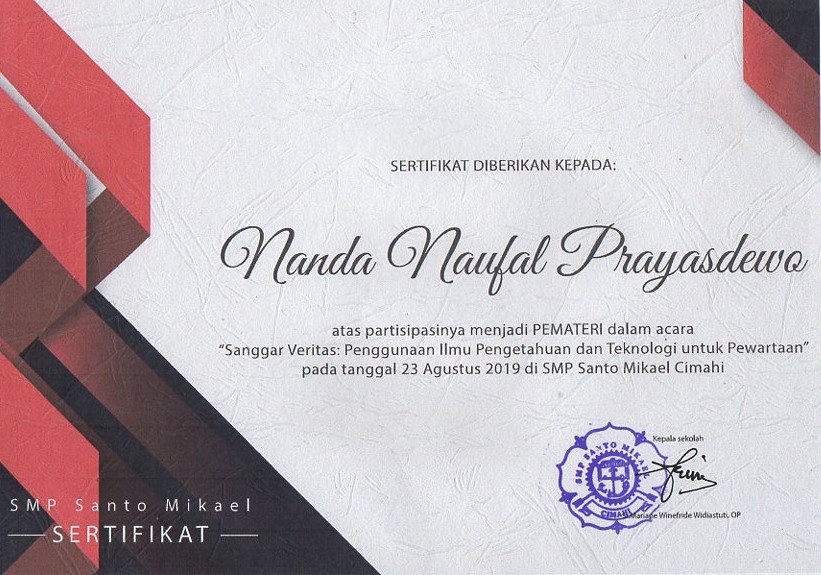 SERTIFIKAT DIBERIKAN KEPADA:
Nanda Naufal Prayasdewo
atas partisipasinya menjadi PEMATERI dalam acara
“Sanggar Veritas: Penggunaan Ilmu Pengetahuan dan Teknologi untuk Pewartaan”
pada tanggal 23 Agustus 2019 di SMP Santo Mikael Cimahi
Kepala sekolah
SMP SANTO MIKAEL
CIMAHI
Mariane Winefride Widiastuti, OP
SMP Santo Mikael
SERTIFIKAT